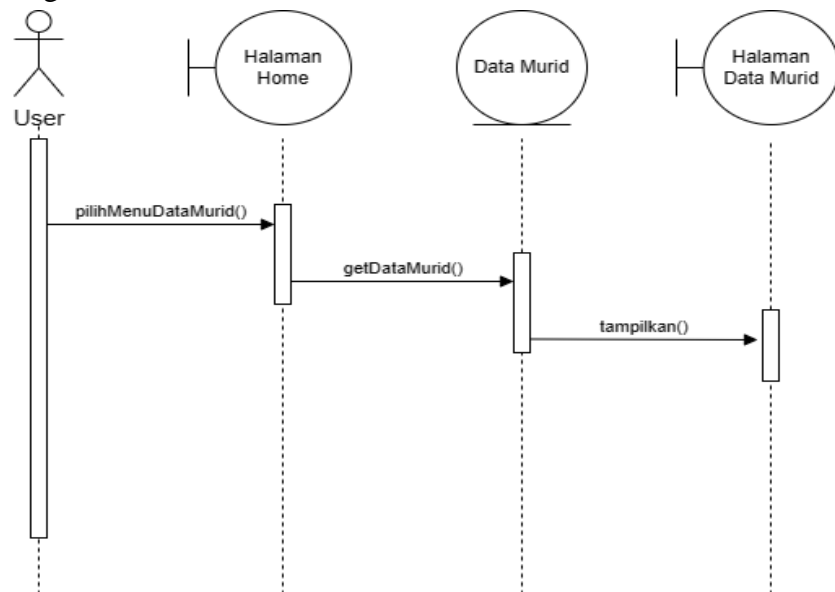 Halaman
Home
Data Murid
Halaman
Data Murid
User
pilihMenuDataMurid()
getDataMurid()
tampilkan()